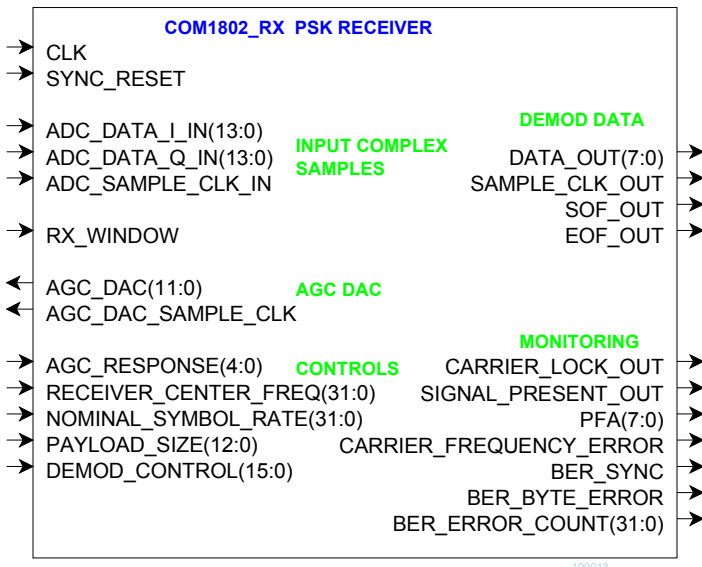 COM1802_RX PSK RECEIVER
CLK
SYNC_RESET
ADC_DATA_I_IN(13:0)
ADC_DATA_Q_IN(13:0)
ADC_SAMPLE_CLK_IN
INPUT COMPLEX
SAMPLES
RX_WINDOW
DEMOD DATA
DATA_OUT(7:0)
SAMPLE_CLK_OUT
SOF_OUT
EOF_OUT
AGC_DAC(11:0)
AGC_DAC_SAMPLE_CLK
AGC DAC
AGC_RESPONSE(4:0)
RECEIVER_CENTER_FREQ(31:0)
NOMINAL_SYMBOL_RATE(31:0)
PAYLOAD_SIZE(12:0)
DEMOD_CONTROL(15:0)
CONTROLS
MONITORING
CARRIER_LOCK_OUT
SIGNAL_PRESENT_OUT
PFA(7:0)
CARRIER_FREQUENCY_ERROR
BER_SYNC
BER_BYTE_ERROR
BER_ERROR_COUNT(31:0)